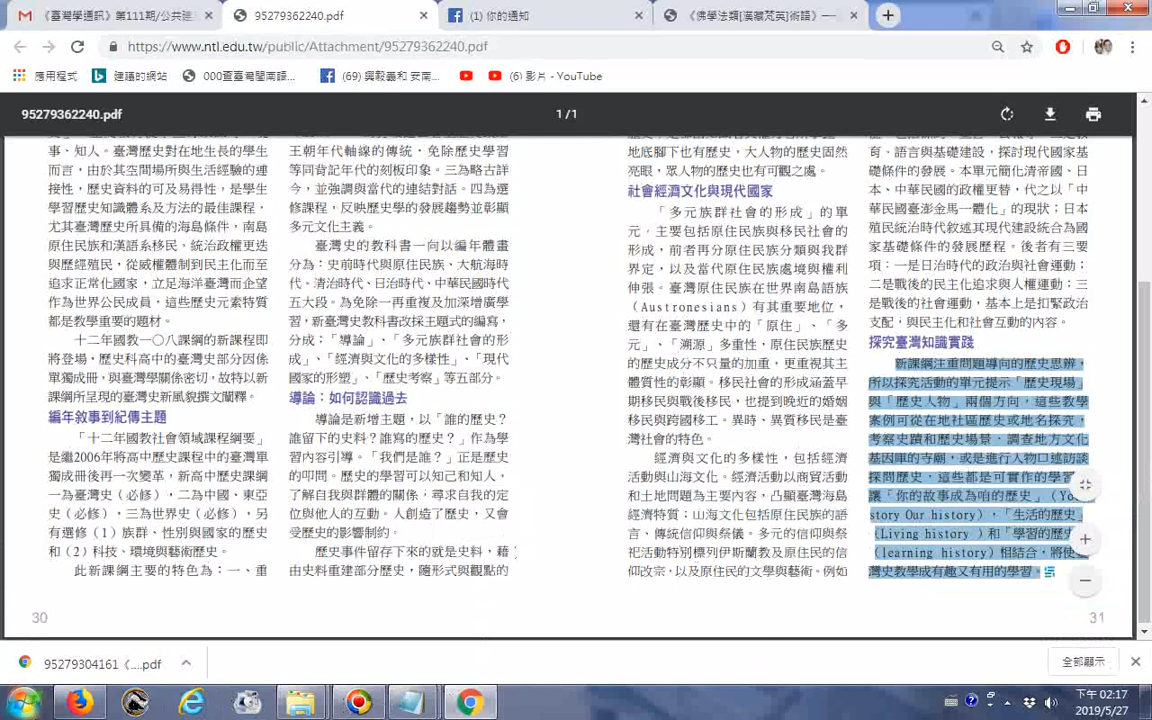 《臺灣學通訊》第111期/公共建
95279362240.pdf
(1) 你的通知
《佛學法類[漢藏梵英]術語》一
https://www.ntl.edu.tw/public/Attachment/95279362240.pdf
應用程式
建議的網站
000查臺灣閩南語...
(69) 與毅叢和 安南...
(6) 影片 - YouTube
95279362240.pdf
1/1
事、知人。臺灣歷史對在地生長的學生
而言，由於其空間場所與生活經驗的連
接性，歷史資料的可及易得性，是學生
學習歷史知識體系及方法的最佳課程，
尤其臺灣歷史所具備的海島條件，南島
原住民族和漢語系移民、統治政權更迭
與歷經殖民，從威權體制到民主化而至
追求正常化國家，立足海洋臺灣而企望
作為世界公民成員，這些歷史元素特質
都是教學重要的題材。
十二年國教一〇八課綱的新課程即
將登場，歷史科高中的臺灣史部分因係
單獨成冊，與臺灣學關係密切，故特以新
課綱所呈現的臺灣史新風貌撰文闡釋。
編年敘事到紀傳主題
「十二年國教社會領域課程綱要」
是繼2006年將高中歷史課程中的臺灣單
獨成冊後再一次變革，新高中歷史課綱
一為臺灣史（必修），二為中國、東亞
史（必修），三為世界史（必修），另
有選修（1）族群、性別與國家的歷史
和（2）科技、環境與藝術歷史。
此新課綱主要的特色為：一、重
30
王朝年代軸線的傳統，免除歷史學習
等同背記年代的刻板印象。三為略古詳
今，並強調與當代的連結對話。四為選
修課程，反映歷史學的發展趨勢並彰顯
多元文化主義。
臺灣史的教科書一向以編年體畫
分為：史前時代與原住民族、大航海時
代、清治時代、日治時代、中華民國時代
五大段。為免除一再重複及加深增廣學
習，新臺灣史教科書改採主題式的編寫，
分成：「導論」、「多元族群社會的形
成」、「經濟與文化的多樣性」、「現代
國家的形塑」、「歷史考察」等五部分。
導論：如何認識過去
導論是新增主題，以「誰的歷史？
誰留下的史料？誰寫的歷史？」作為學
習內容引導。「我們是誰？」正是歷史
的叩問。歷史的學習可以知己和知人，
了解自我與群體的關係，尋求自我的定
位與他人的互動。人創造了歷史，又會
受歷史的影響制約。
歷史事件留存下來的就是史料，藉
由史料重建部分歷史，隨形式與觀點的
地底腳下也有歷史，大人物的歷史固然
亮眼，眾人物的歷史也有可觀之處。
社會經濟文化與現代國家
「多元族群社會的形成」的單
元，主要包括原住民族與移民社會的
形成，前者再分原住民族分類與我群
界定，以及當代原住民族處境與權利
伸張。臺灣原住民族在世界南島語族
（Austronesians）有其重要地位，
還有在臺灣歷史中的「原住」、「多
元」、「溯源」多重性，原住民族歷史
的歷史成分不只量的加重，更重視其主
體質性的彰顯。移民社會的形成涵蓋早
期移民與戰後移民，也提到晚近的婚姻
移民與跨國移工。異時、異質移民是臺
灣社會的特色。
經濟與文化的多樣性，包括經濟
活動與山海文化。經濟活動以商貿活動
和土地問題為主要內容，凸顯臺灣海島
經濟特質；山海文化包括原住民族的語
言、傳統信仰與祭儀。多元的信仰與祭
祀活動特別標列伊斯蘭教及原住民的信
仰改宗，以及原住民的文學與藝術。例如
育、語言與基礎建設，探討現代國家基
礎條件的發展。本單元簡化清帝國、日
本、中華民國的政權更替，代之以「中
華民國臺澎金馬一體化」的現狀；日本
殖民統治時代敘述其現代建設統合為國
家基礎條件的發展歷程。後者有三要
項：一是日治時代的政治與社會運動；
二是戰後的民主化追求與人權運動；三
是戰後的社會運動，基本上是扣緊政治
支配，與民主化和社會互動的內容。
探究臺灣知識實踐
新課綱注重問題導向的歷史思辨，
所以探究活動的單元提示「歷史現場」
與「歷史人物」兩個方向，這些教學
案例可從在地社區歷史或地名探究，
考察史蹟和歷史場景，調查地方文化
基因庫的寺廟，或是進行人物口述訪談
探問歷史，這些都是可實作的學習
讓「你的故事成為咱的歷史」（Yo
story Our history），「生活的歷史」
（Living history ）和「學習的歷史
（learning history）相結合，將使
灣史教學成有趣又有用的學習。
31
95279304161《....pdf
全部顯示
下午 02:17
2019/5/27